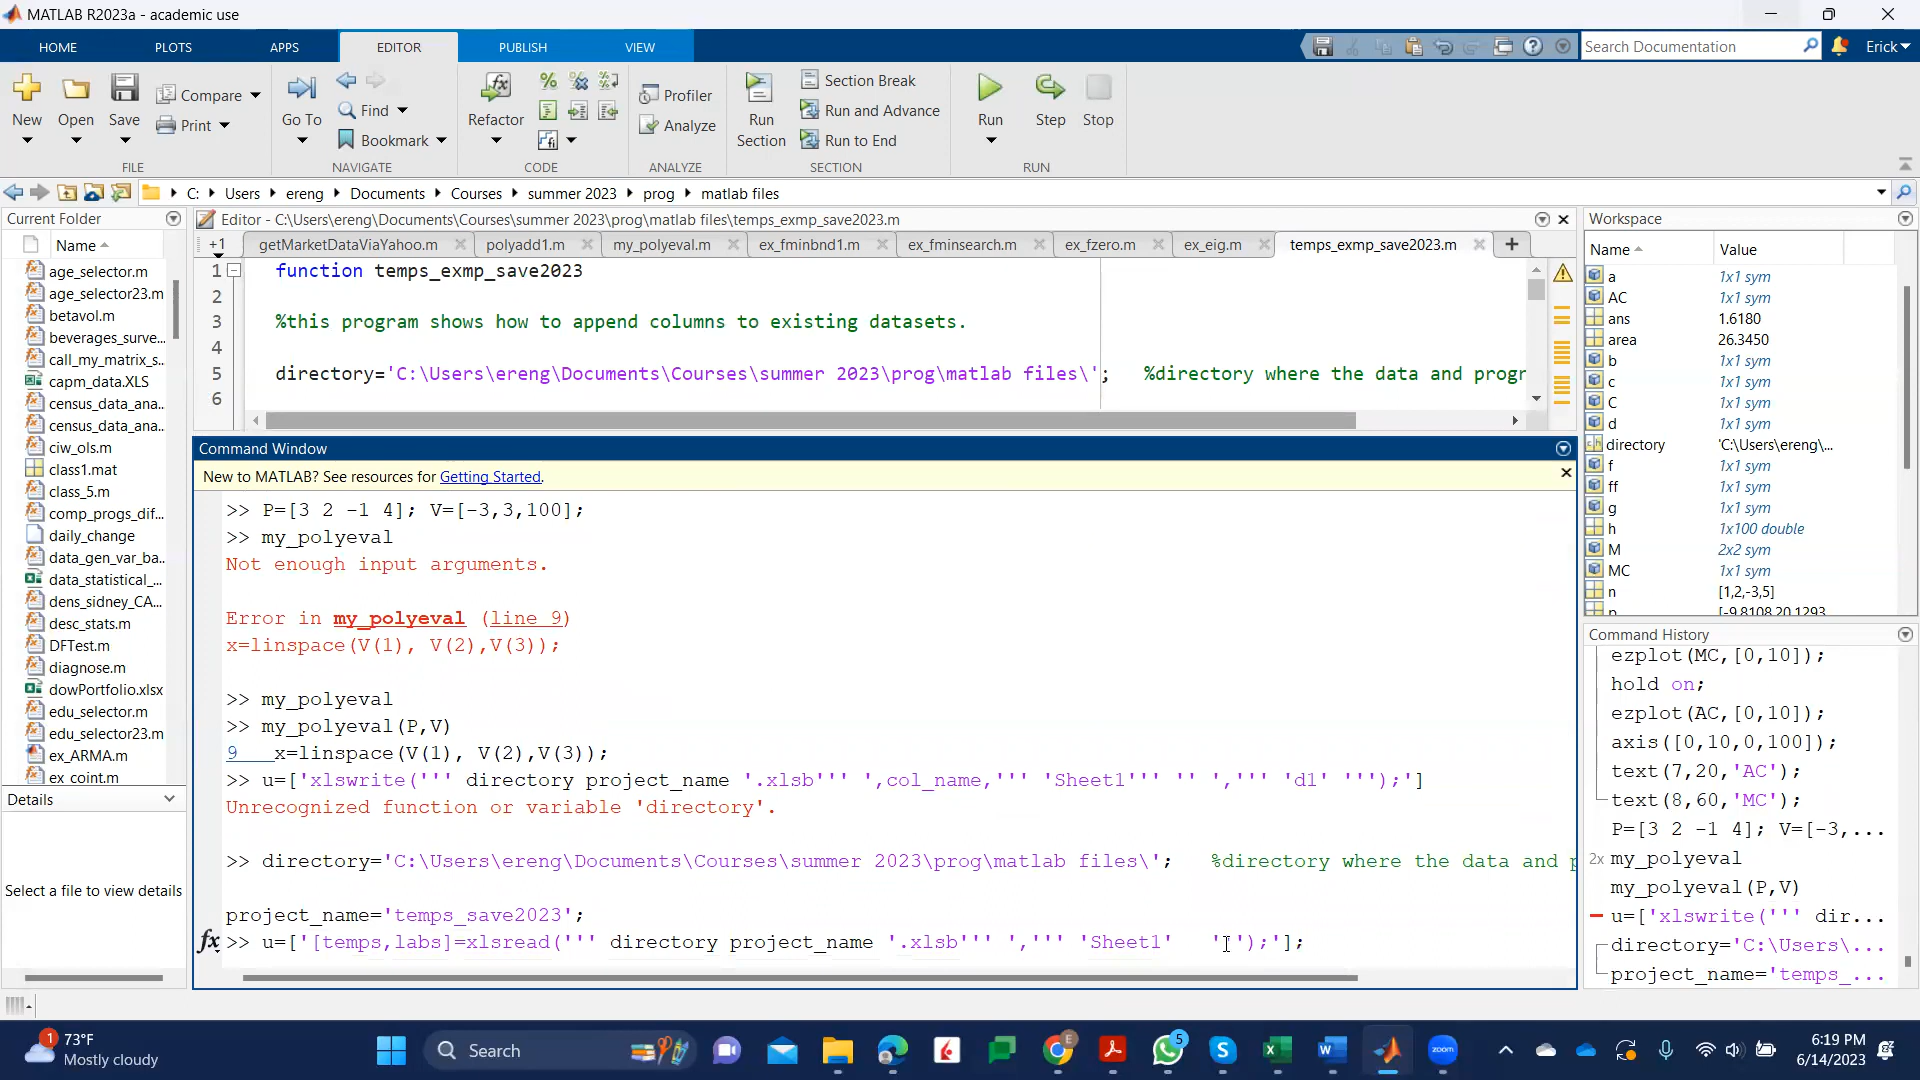 MATLAB R2023a - academic use
HOME PLOTS APPS EDITOR PUBLISH VIEW
Search Documentation Erick
New Open Save Compare Print
Go To Find Bookmark
Refactor
Profiler Analyze
Run Section
Section Break
Run and Advance
Run to End
Run Step Stop
FILE NAVIGATE CODE ANALYZE SECTION RUN
C: Users ereng Documents Courses summer 2023 prog matlab files
Current Folder
Name
age_selector.m
age_selector23.m
betavol.m
beverages_surve...
call_my_matrix_s...
capm_data.XLS
census_data_ana...
census_data_ana...
ciw_ols.m
class1.mat
class_5.m
comp_progs_dif...
daily_change
data_gen_var_ba...
data_statistical_...
dens_sidney_CA...
desc_stats.m
DFTest.m
diagnose.m
dowPortfolio.xlsx
edu_selector.m
edu_selector23.m
ex_ARMA.m
ex_coint.m
Details
Select a file to view details
Editor - C:\Users\ereng\Documents\Courses\summer 2023\prog\matlab files\temps_exmp_save2023.m
+1 getMarketDataViaYahoo.m polyadd1.m my_polyeval.m ex_fminbnd1.m ex_fminsearch.m ex_fzero.m ex_eig.m temps_exmp_save2023.m
1 function temps_exmp_save2023
2
3 %this program shows how to append columns to existing datasets.
4
5 directory='C:\Users\ereng\Documents\Courses\summer 2023\prog\matlab files\'; %directory where the data and progr
6
Command Window
New to MATLAB? See resources for Getting Started.
>> P=[3 2 -1 4]; V=[-3,3,100];
>> my_polyeval
Not enough input arguments.
Error in my_polyeval (line 9)
x=linspace(V(1), V(2),V(3));
>> my_polyeval
>> my_polyeval(P,V)
9 x=linspace(V(1), V(2),V(3));
>> u=['xlswrite(''' directory project_name '.xlsb''' ',col_name,''' 'Sheet1''' '' ',''' 'd1' ''');']
Unrecognized function or variable 'directory'.
>> directory='C:\Users\ereng\Documents\Courses\summer 2023\prog\matlab files\'; %directory where the data and p
project_name='temps_save2023';
fx >> u=['[temps,labs]=xlsread(''' directory project_name '.xlsb''' ',''' 'Sheet1' ''');'];
Workspace
Name Value
a 1x1 sym
AC 1x1 sym
ans 1.6180
area 26.3450
b 1x1 sym
c 1x1 sym
C 1x1 sym
d 1x1 sym
directory 'C:\Users\ereng\...
f 1x1 sym
ff 1x1 sym
g 1x1 sym
h 1x100 double
M 2x2 sym
MC 1x1 sym
n [1,2,-3,5]
p [-9.8108,20.1293
Command History
ezplot(MC,[0,10]);
hold on;
ezplot(AC,[0,10]);
axis([0,10,0,100]);
text(7,20,'AC');
text(8,60,'MC');
P=[3 2 -1 4]; V=[-3,...
2x my_polyeval
my_polyeval(P,V)
u=['xlswrite(''' dir...
directory='C:\Users\...
project_name='temps_...
1 73°F
Mostly cloudy
Search
5
zoom
6:19 PM
6/14/2023